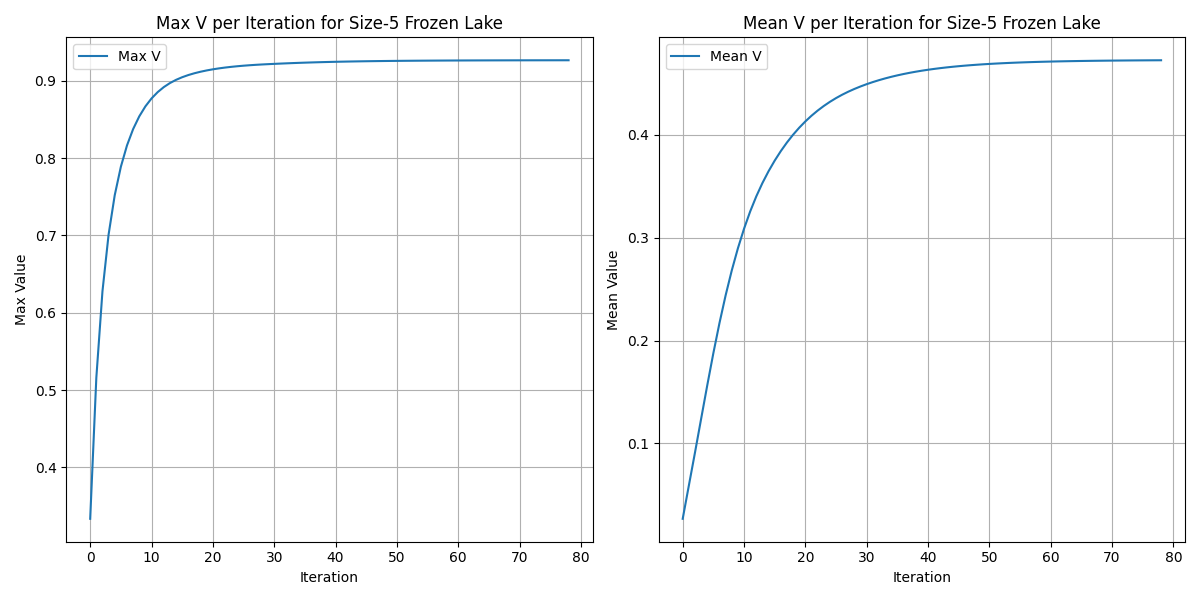 Max V per Iteration for Size-5 Frozen Lake
Max V
Max Value
0.9
0.8
0.7
0.6
0.5
0.4
0 10 20 30 40 50 60 70 80
Iteration
Mean V per Iteration for Size-5 Frozen Lake
Mean V
Mean Value
0.4
0.3
0.2
0.1
0 10 20 30 40 50 60 70 80
Iteration